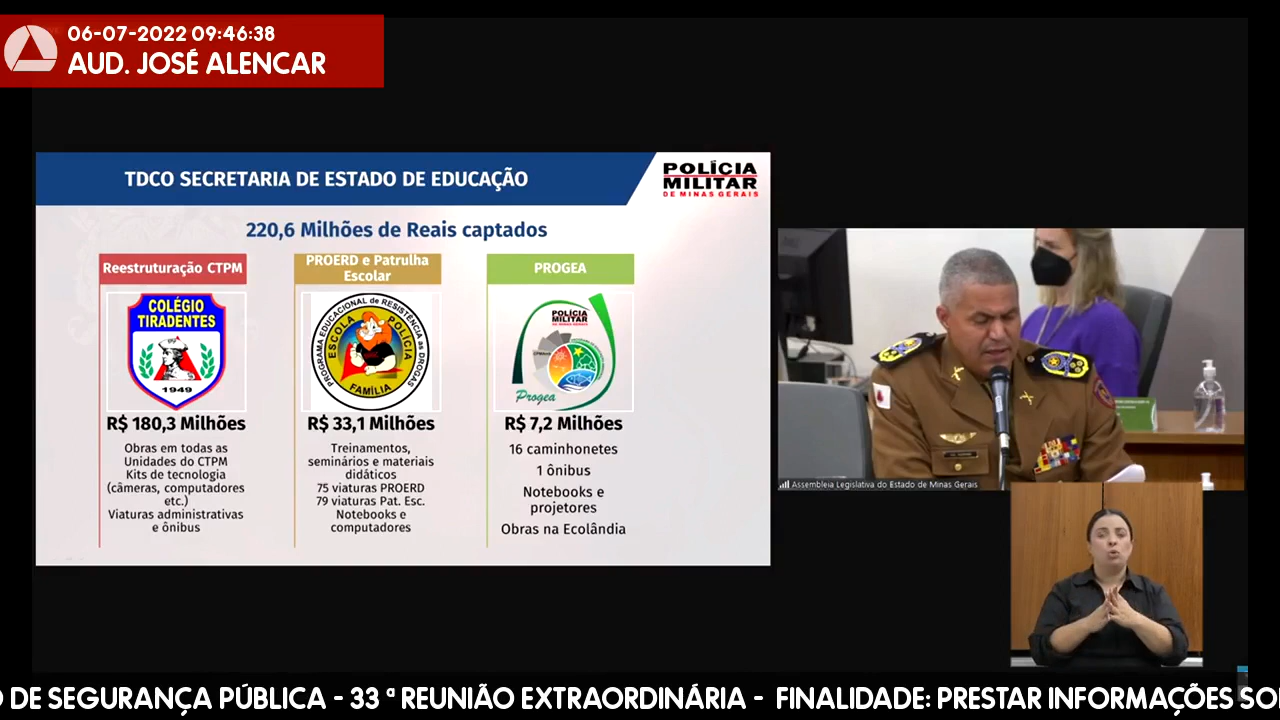 06-07-2022 09:46:38
AUD. JOSÉ ALENCAR
TDCO SECRETARIA DE ESTADO DE EDUCAÇÃO
POLÍCIA
MILITAR
DE MINAS GERAIS
220,6 Milhões de Reais captados
Reestruturação CTPM
COLÉGIO
TIRADENTES
1949
R$ 180,3 Milhões
Obras em todas as
Unidades do CTPM
Kits de tecnologia
(câmeras, computadores
etc.)
Viaturas administrativas
e ônibus
PROERD e Patrulha
Escolar
PROGRAMA EDUCACIONAL de RESISTÊNCIA as DROGAS
ESCOLA
POLÍCIA
FAMÍLIA
R$ 33,1 Milhões
Treinamentos,
seminários e materiais
didáticos
75 viaturas PROERD
79 viaturas Pat. Esc.
Notebooks e
computadores
PROGEA
POLÍCIA
MILITAR
DE MINAS GERAIS
Progea
R$ 7,2 Milhões
16 caminhonetes
1 ônibus
Notebooks e
projetores
Obras na Ecolândia
Assembleia Legislativa do Estado de Minas Gerais
O DE SEGURANÇA PÚBLICA - 33 ª REUNIÃO EXTRAORDINÁRIA - FINALIDADE: PRESTAR INFORMAÇÕES SO